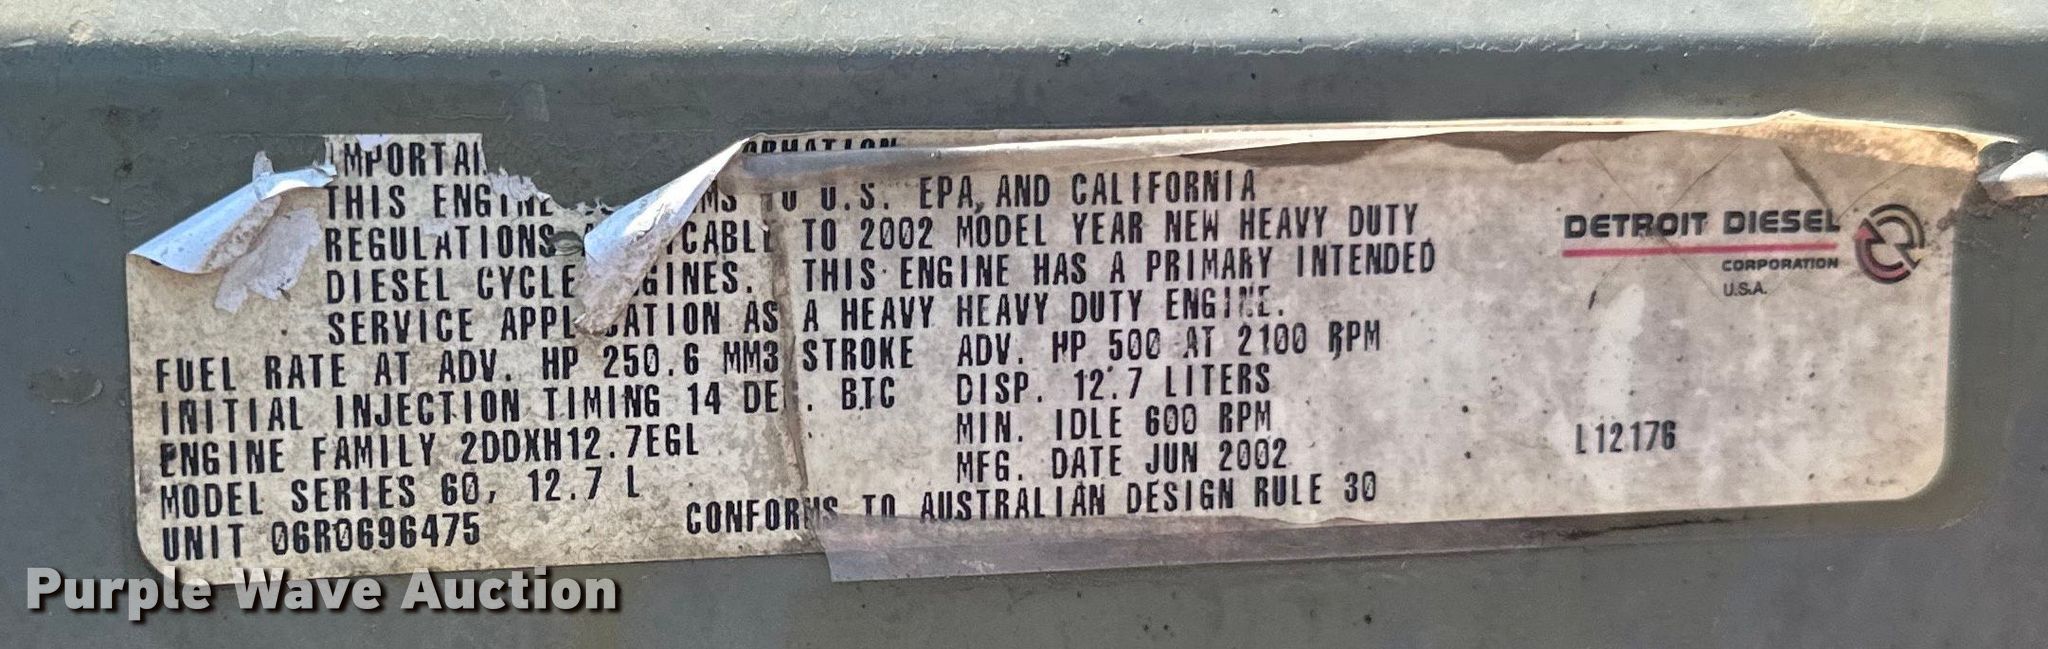 IMPORTAN ORMATION
THIS ENGINE MS TO U.S. EPA, AND CALIFORNIA
REGULATIONS CABLE TO 2002 MODEL YEAR NEW HEAVY DUTY
DIESEL CYCLE GINES. THIS ENGINE HAS A PRIMARY INTENDED
SERVICE APPLICATION AS A HEAVY HEAVY DUTY ENGINE.
FUEL RATE AT ADV. HP 250.6 MM3 STROKE ADV. HP 500 AT 2100 RPM
INITIAL INJECTION TIMING 14 DE . BTC DISP. 12.7 LITERS
ENGINE FAMILY 2DDXH12.7EGL MIN. IDLE 600 RPM
MODEL SERIES 60, 12.7 L MFG. DATE JUN 2002
UNIT 06R0696475 CONFORMS TO AUSTRALIAN DESIGN RULE 30
DETROIT DIESEL
CORPORATION
U.S.A.
L12176
Purple Wave Auction